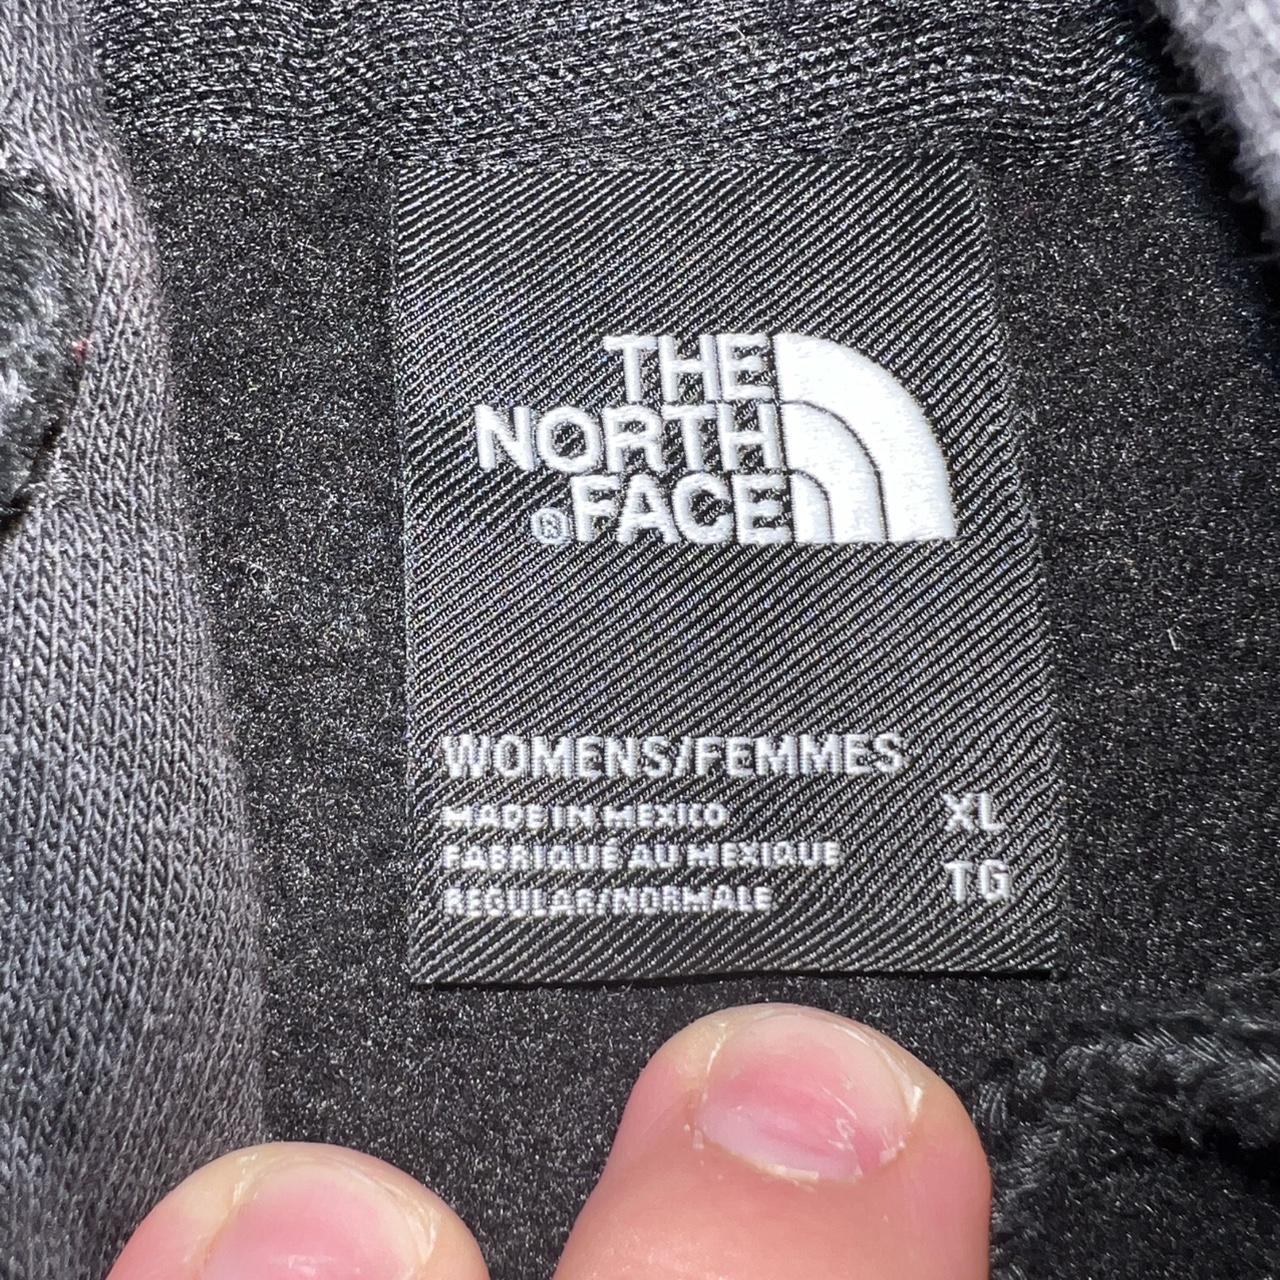 THE
NORTH
®FACE
WOMENS/FEMMES
MADE IN MEXICO XL
FABRIQUÉ AU MEXIQUE TG
REGULAR/NORMALE